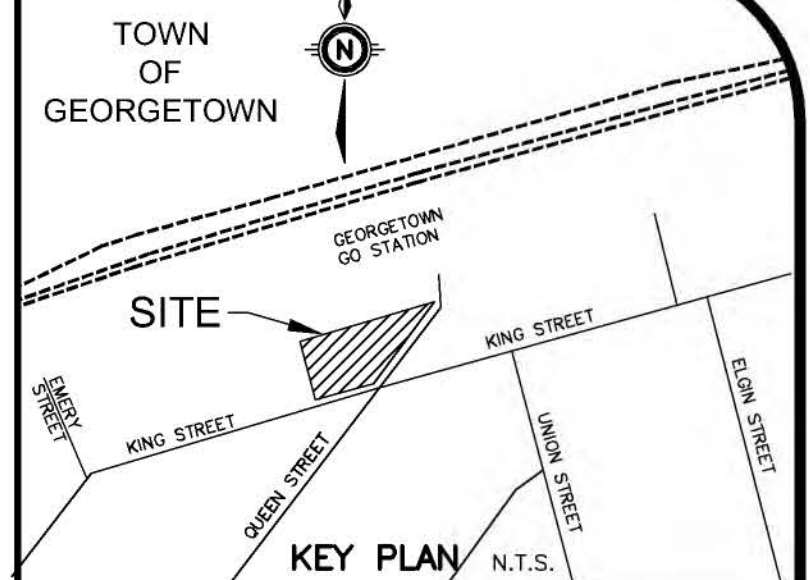 TOWN
OF
GEORGETOWN
N
GEORGETOWN
GO STATION
SITE
KING STREET
EMERY
STREET
KING STREET
QUEEN STREET
UNION STREET
ELGIN STREET
KEY PLAN N.T.S.